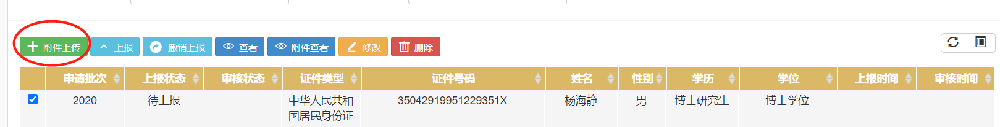 附件上传 上报 撤销上报 查看 附件查看 修改 删除
申请批次 上报状态 审核状态 证件类型 证件号码 姓名 性别 学历 学位 上报时间 审核时间
2020 待上报 中华人民共和 35042919951229351X 杨海静 男 博士研究生 博士学位
国居民身份证